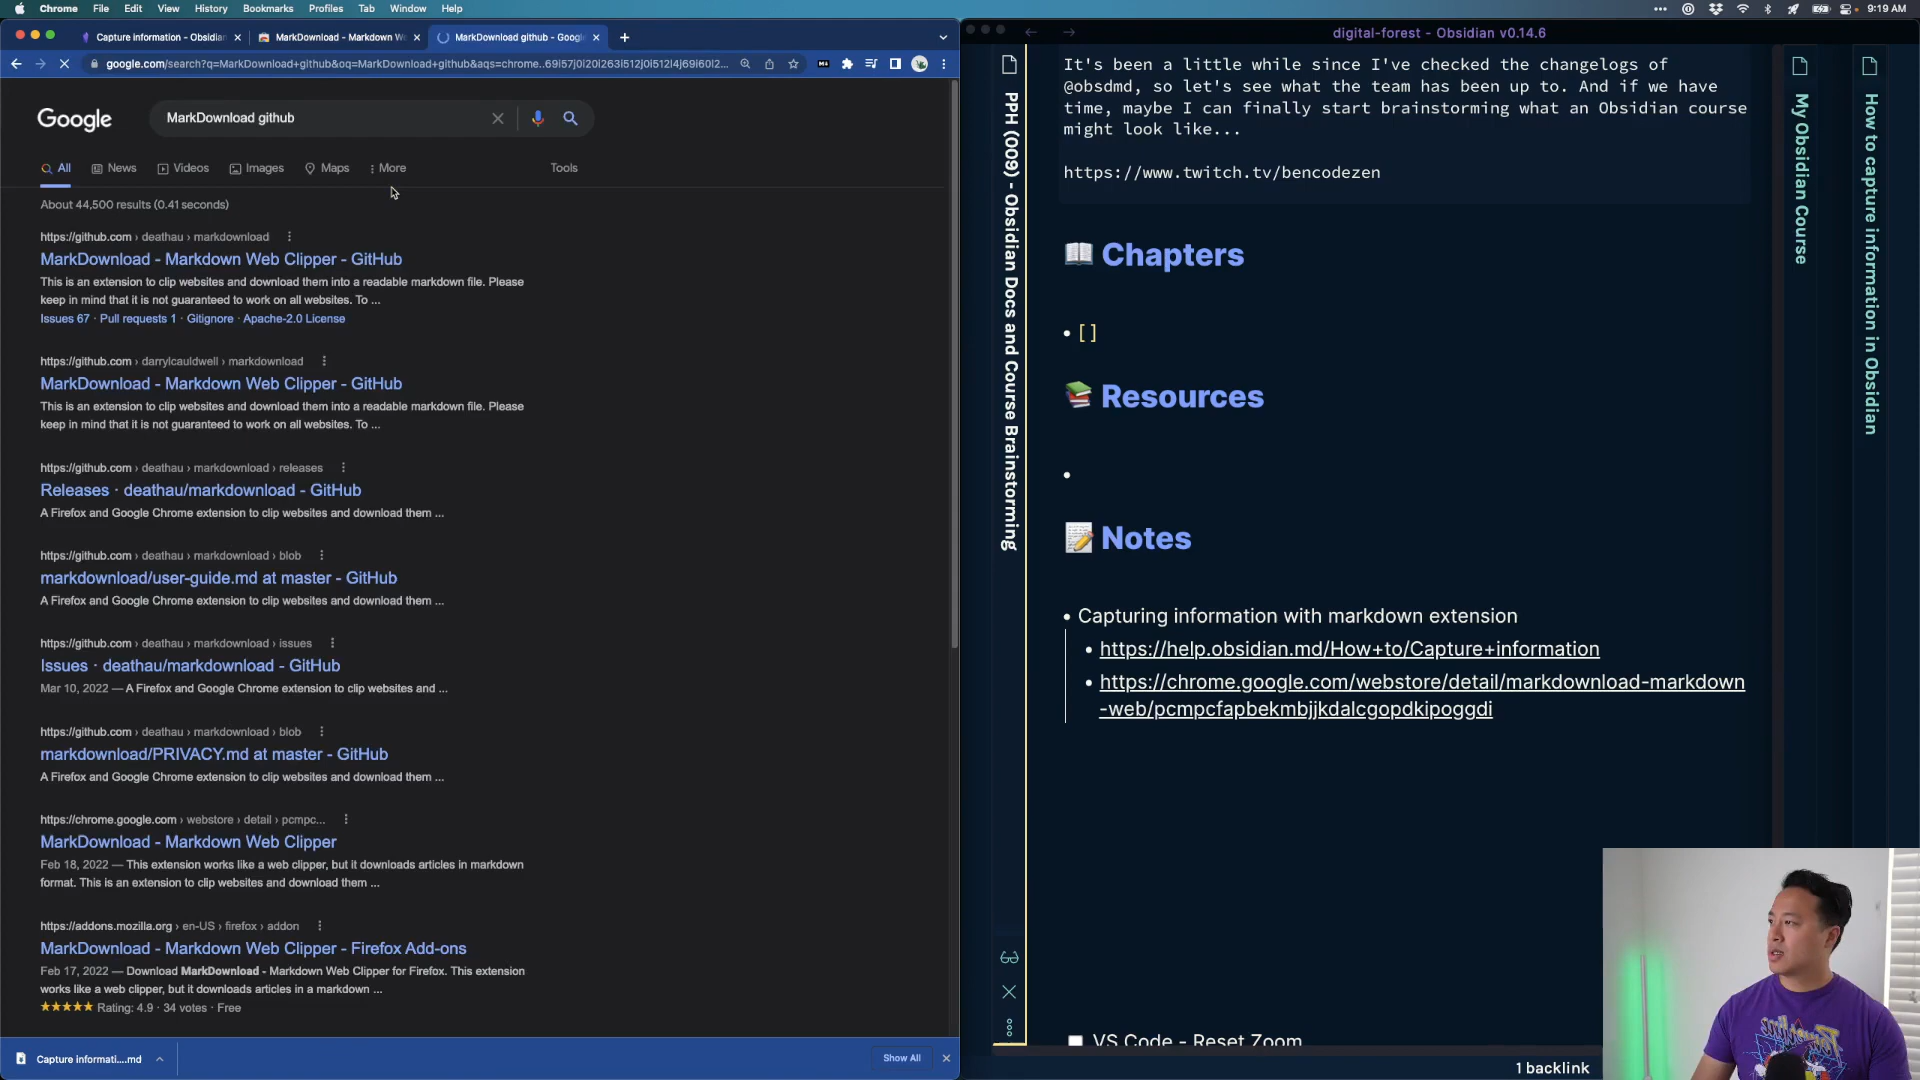 Chrome File Edit View History Bookmarks Profiles Tab Window Help
9:19 AM
Capture information - Obsidian
MarkDownload - Markdown W
MarkDownload github - Goog
google.com/search?q=MarkDownload+github&oq=MarkDownload+github&aqs=chrome..69i57j0i20i263i512j0i512l4j69i60l2...
Google
MarkDownload github
All News Videos Images Maps More Tools
About 44,500 results (0.41 seconds)
https://github.com › deathau › markdownload
MarkDownload - Markdown Web Clipper - GitHub
This is an extension to clip websites and download them into a readable markdown file. Please
keep in mind that it is not guaranteed to work on all websites. To ...
Issues 67 · Pull requests 1 · Gitignore · Apache-2.0 License
https://github.com › darrylcauldwell › markdownload
MarkDownload - Markdown Web Clipper - GitHub
This is an extension to clip websites and download them into a readable markdown file. Please
keep in mind that it is not guaranteed to work on all websites. To ...
https://github.com › deathau › markdownload › releases
Releases · deathau/markdownload - GitHub
A Firefox and Google Chrome extension to clip websites and download them ...
https://github.com › deathau › markdownload › blob
markdownload/user-guide.md at master - GitHub
A Firefox and Google Chrome extension to clip websites and download them ...
https://github.com › deathau › markdownload › issues
Issues · deathau/markdownload - GitHub
Mar 10, 2022 — A Firefox and Google Chrome extension to clip websites and ...
https://github.com › deathau › markdownload › blob
markdownload/PRIVACY.md at master - GitHub
A Firefox and Google Chrome extension to clip websites and download them ...
https://chrome.google.com › webstore › detail › pcmpc...
MarkDownload - Markdown Web Clipper
Feb 18, 2022 — This extension works like a web clipper, but it downloads articles in markdown
format. This is an extension to clip websites and download them ...
https://addons.mozilla.org › en-US › firefox › addon
MarkDownload - Markdown Web Clipper - Firefox Add-ons
Feb 17, 2022 — Download MarkDownload - Markdown Web Clipper for Firefox. This extension
works like a web clipper, but it downloads articles in a markdown ...
★★★★★ Rating: 4.9 · 34 votes · Free
Capture informati....md
Show All
digital-forest - Obsidian v0.14.6
PPH (009) - Obsidian Docs and Course Brainstorming
It's been a little while since I've checked the changelogs of
@obsdmd, so let's see what the team has been up to. And if we have
time, maybe I can finally start brainstorming what an Obsidian course
might look like...
https://www.twitch.tv/bencodezen
📖 Chapters
• []
📚 Resources
•
📝 Notes
• Capturing information with markdown extension
• https://help.obsidian.md/How+to/Capture+information
• https://chrome.google.com/webstore/detail/markdownload-markdown
-web/pcmpcfapbekmbjjkdalcgopdkipoggdi
VS Code - Reset Zoom
1 backlink
My Obsidian Course
How to capture information in Obsidian